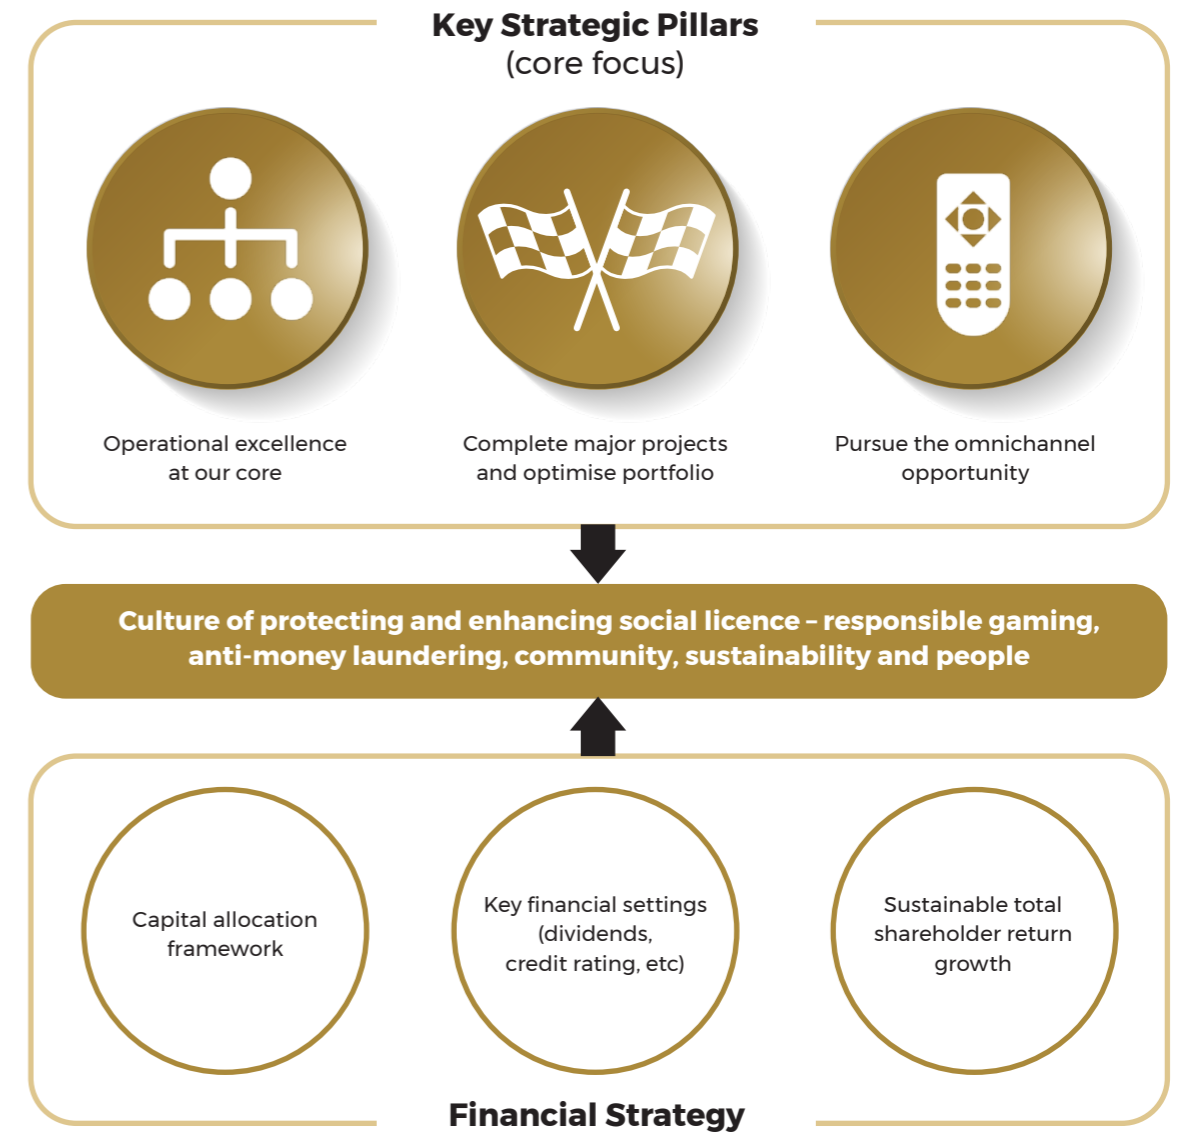 Key Strategic Pillars
(core focus)
Operational excellence
at our core
Complete major projects
and optimise portfolio
Pursue the omnichannel
opportunity
Culture of protecting and enhancing social licence – responsible gaming,
anti-money laundering, community, sustainability and people
Capital allocation
framework
Key financial settings
(dividends,
credit rating, etc)
Sustainable total
shareholder return
growth
Financial Strategy